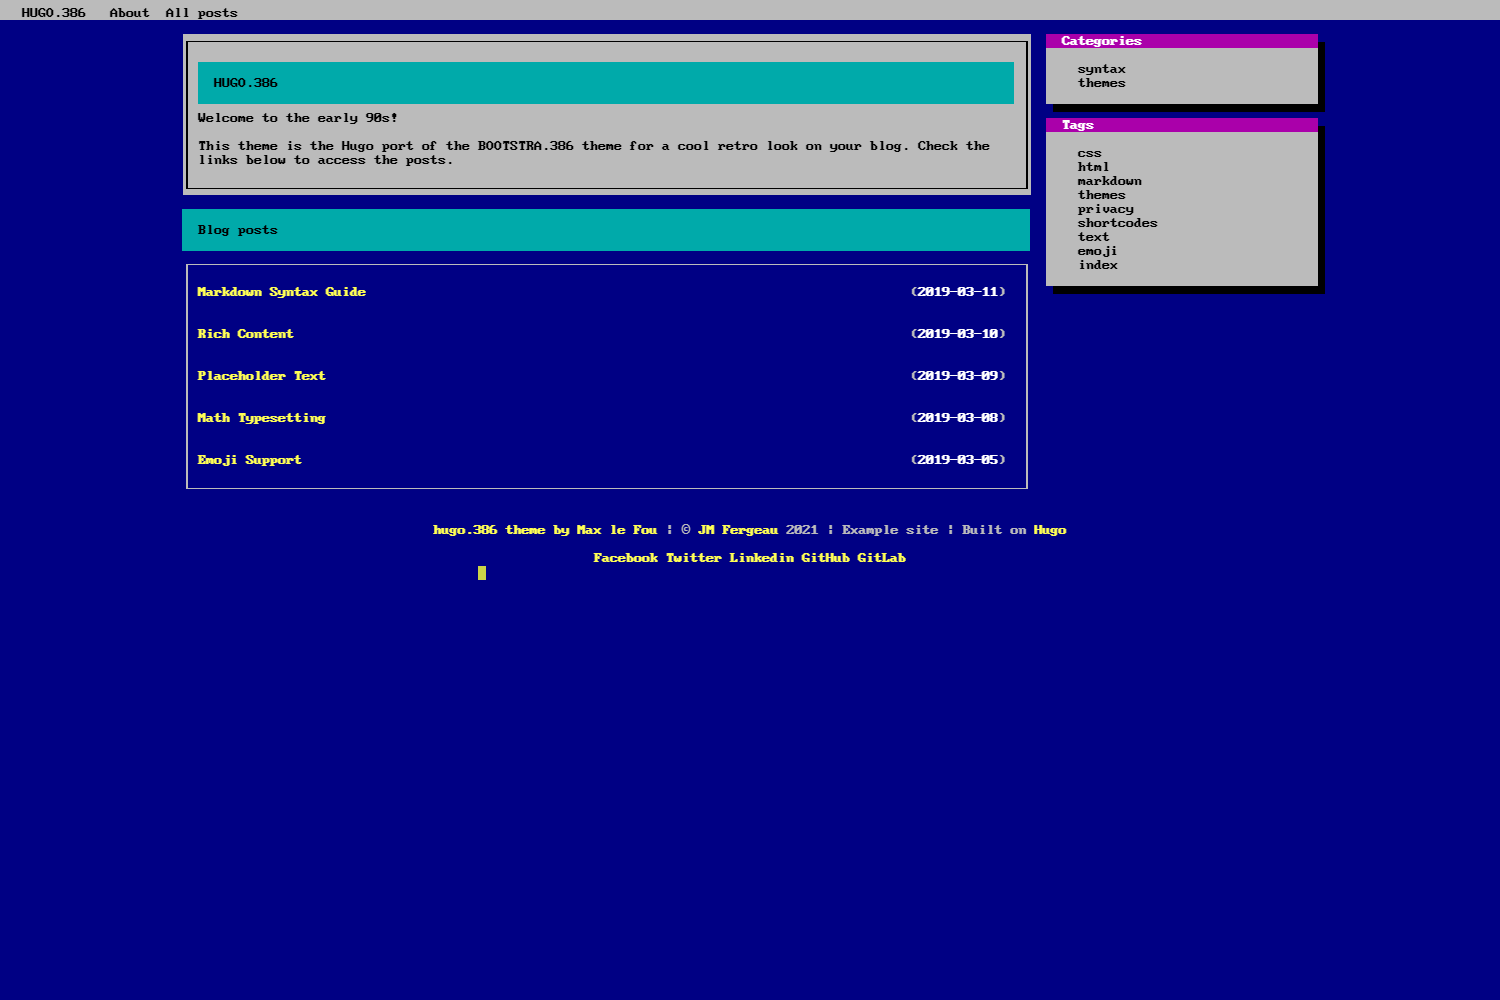 HUGO.386 About All posts
HUGO.386
Welcome to the early 90s!
This theme is the Hugo port of the BOOTSTRA.386 theme for a cool retro look on your blog. Check the
links below to access the posts.
Blog posts
Markdown Syntax Guide (2019-03-11)
Rich Content (2019-03-10)
Placeholder Text (2019-03-09)
Math Typesetting (2019-03-08)
Emoji Support (2019-03-05)
Categories
syntax
themes
Tags
css
html
markdown
themes
privacy
shortcodes
text
emoji
index
hugo.386 theme by Max le Fou | © JM Fergeau 2021 | Example site | Built on Hugo
Facebook Twitter Linkedin GitHub GitLab